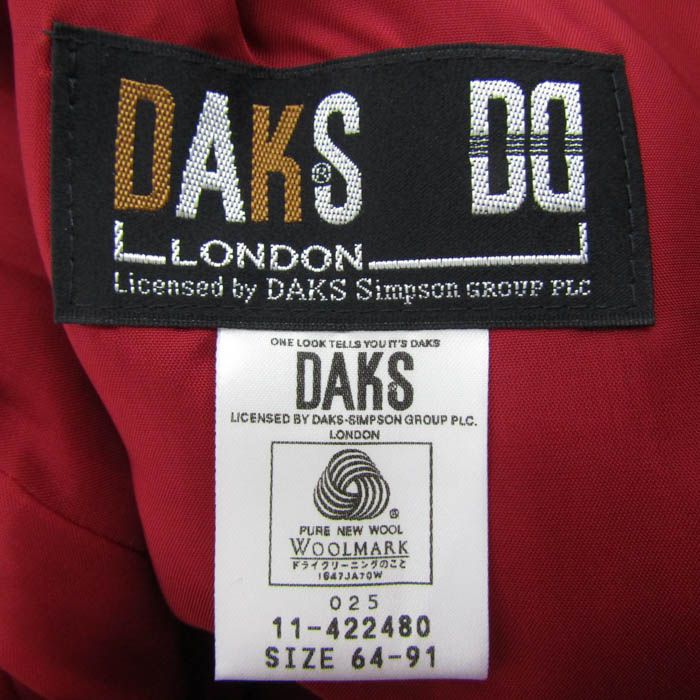 DAKS® DD
LONDON
Licensed by DAKS Simpson GROUP PLC
ONE LOOK TELLS YOU IT'S DAKS
DAKS
LICENSED BY DAKS-SIMPSON GROUP PLC.
LONDON
®
PURE NEW WOOL
WOOLMARK
ドライクリーニングのこと
1647JA70W
025
11-422480
SIZE 64-91